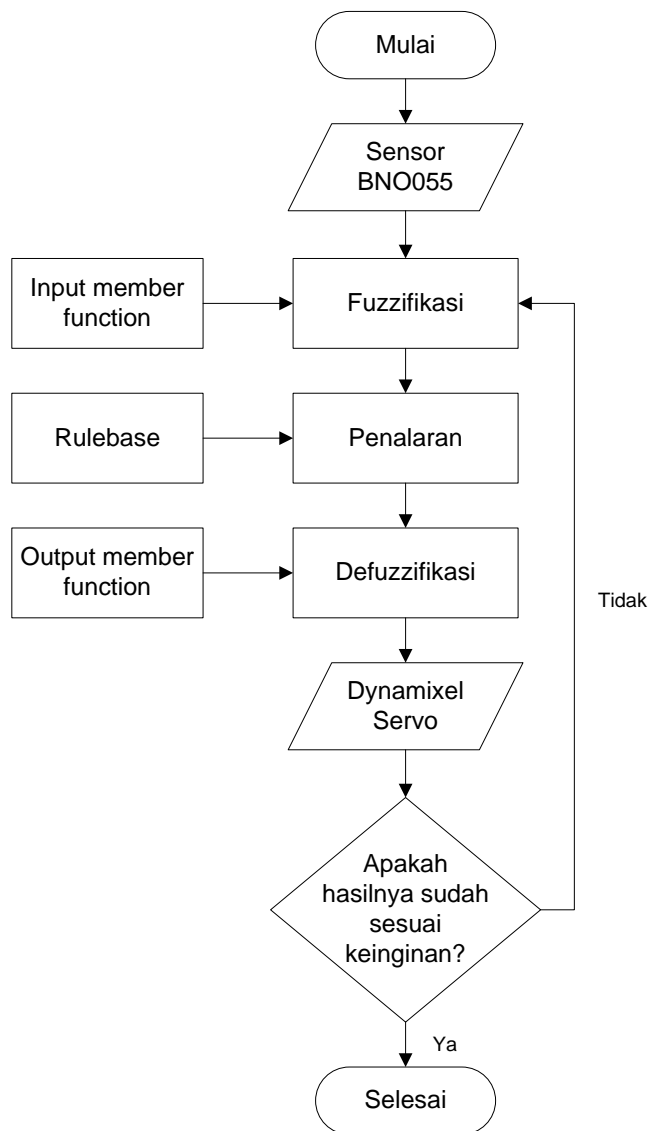 Mulai
Sensor
BNO055
Input member
function
Fuzzifikasi
Rulebase
Penalaran
Output member
function
Defuzzifikasi
Tidak
Dynamixel
Servo
Apakah
hasilnya sudah
sesuai
keinginan?
Ya
Selesai